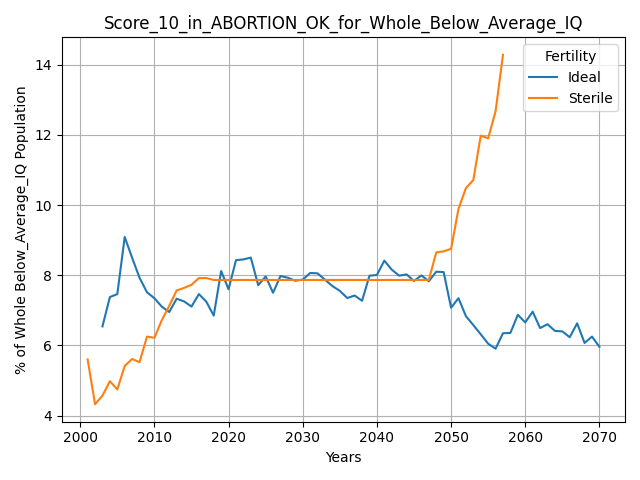 Score_10_in_ABORTION_OK_for_Whole_Below_Average_IQ
% of Whole Below_Average_IQ Population
14
12
10
8
6
4
Fertility
Ideal
Sterile
2000 2010 2020 2030 2040 2050 2060 2070
Years